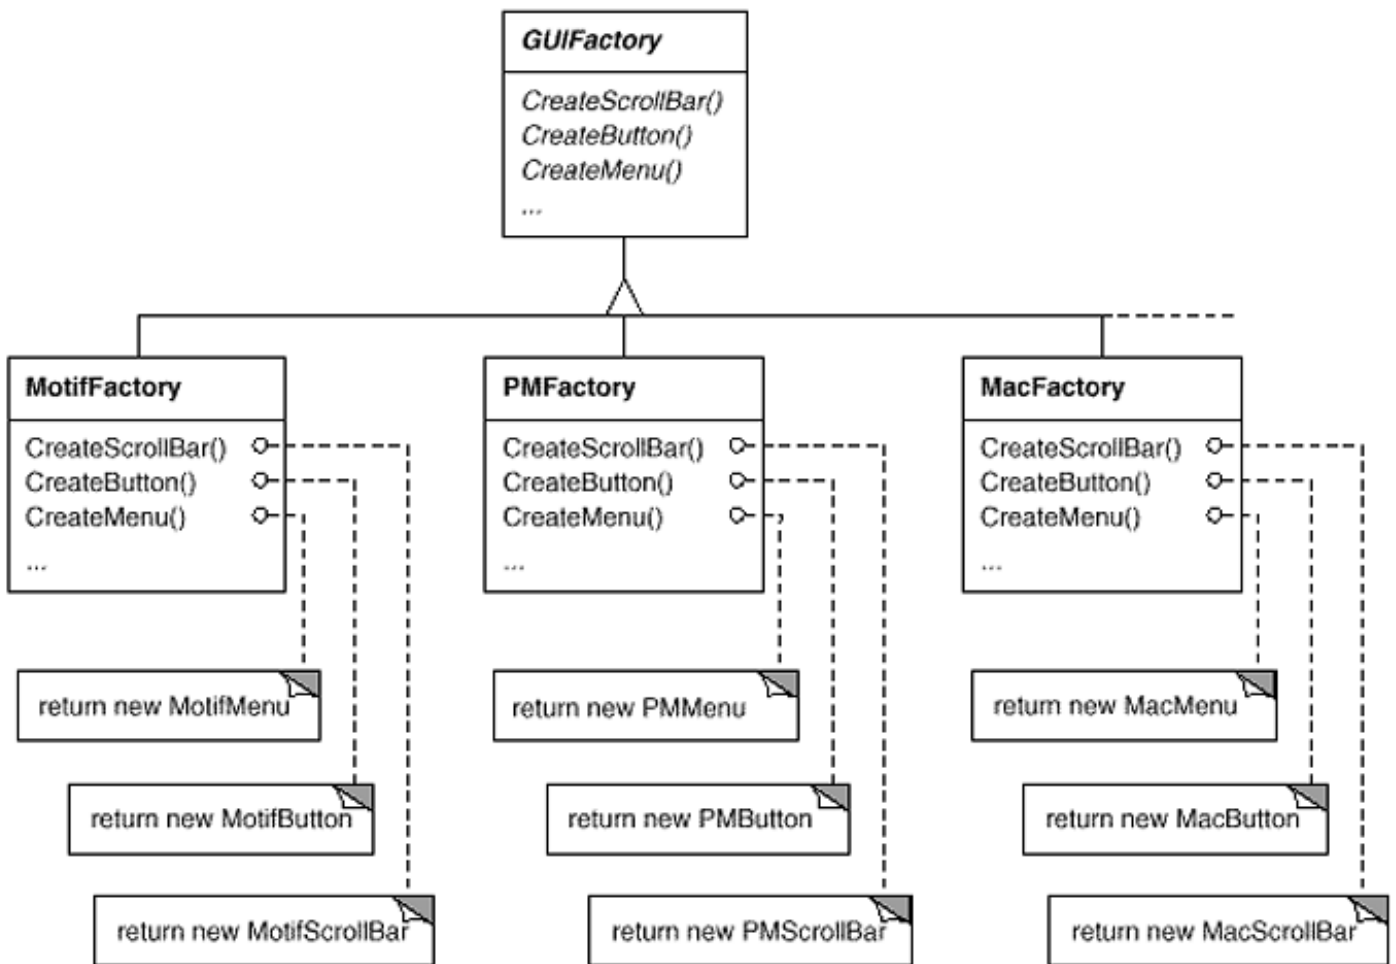 GUIFactory
CreateScrollBar()
CreateButton()
CreateMenu()
...
MotifFactory
CreateScrollBar()
CreateButton()
CreateMenu()
...
PMFactory
CreateScrollBar()
CreateButton()
CreateMenu()
...
MacFactory
CreateScrollBar()
CreateButton()
CreateMenu()
...
return new MotifMenu
return new PMMenu
return new MacMenu
return new MotifButton
return new PMButton
return new MacButton
return new MotifScrollBar
return new PMScrollBar
return new MacScrollBar